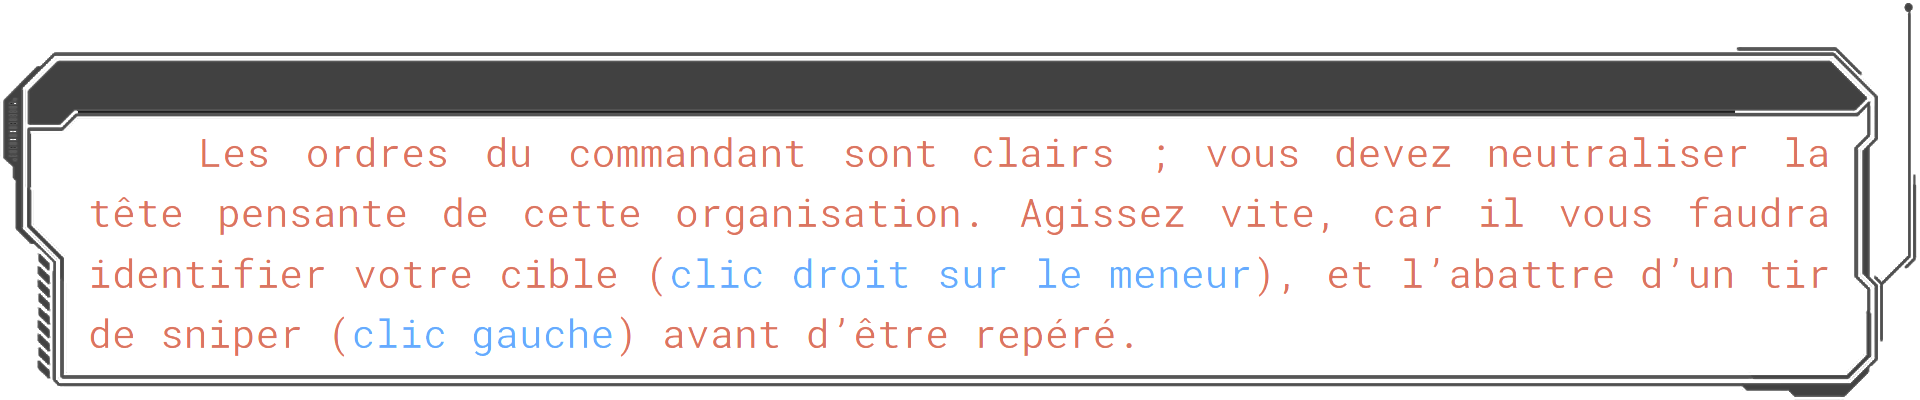 Les ordres du commandant sont clairs ; vous devez neutraliser la
tête pensante de cette organisation. Agissez vite, car il vous faudra
identifier votre cible (clic droit sur le meneur), et l’abattre d’un tir
de sniper (clic gauche) avant d’être repéré.